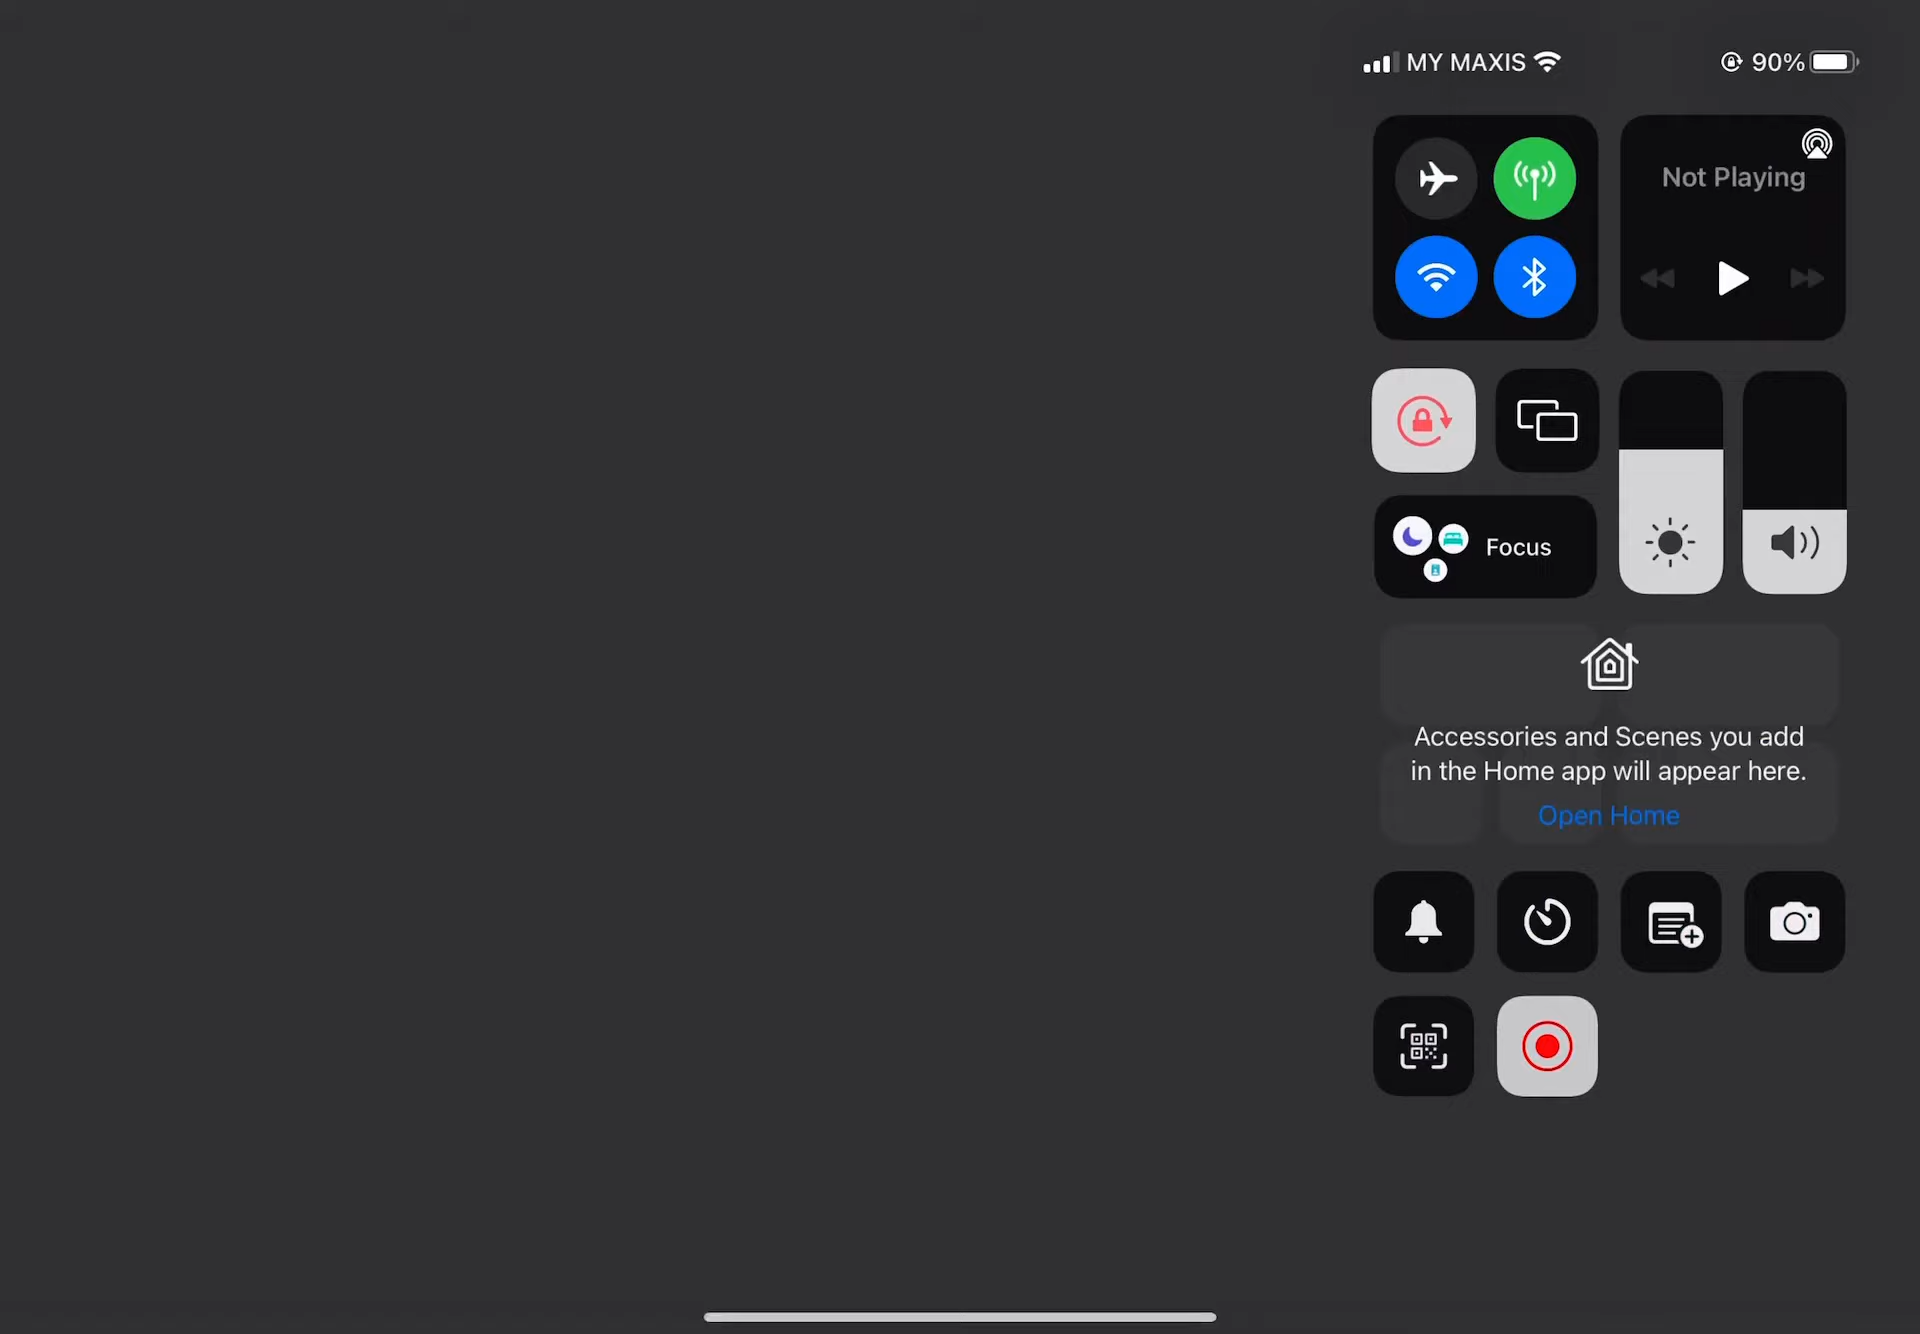 MY MAXIS
90%
Not Playing
Focus
Accessories and Scenes you add
in the Home app will appear here.
Open Home